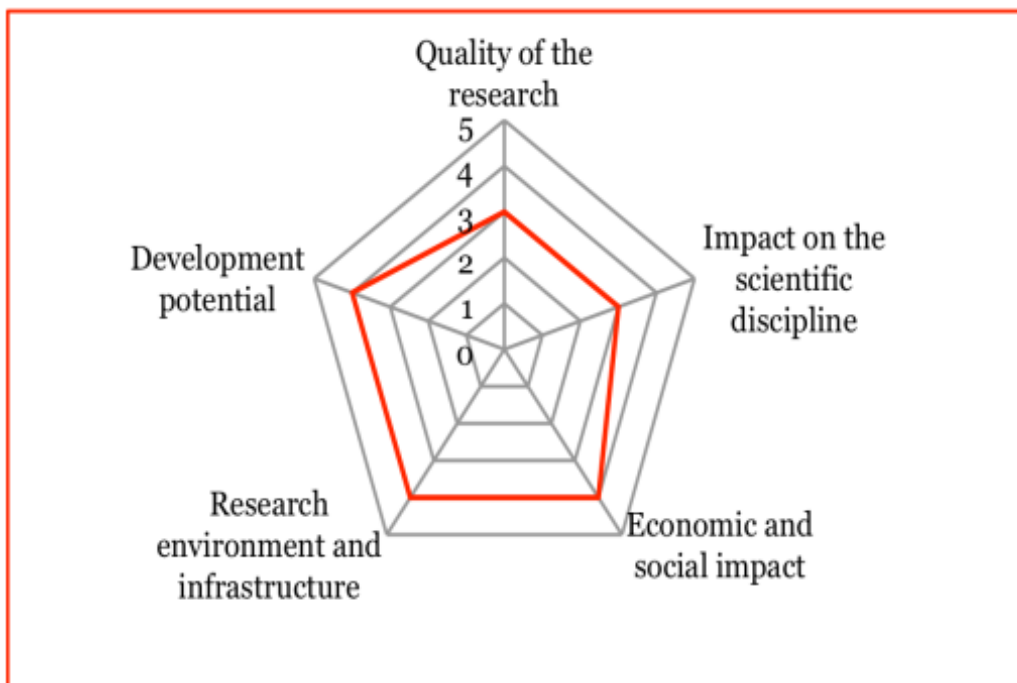 Quality of the
research
5
4
3
2
1
0
Impact on the
scientific
discipline
Economic and
social impact
Research
environment and
infrastructure
Development
potential